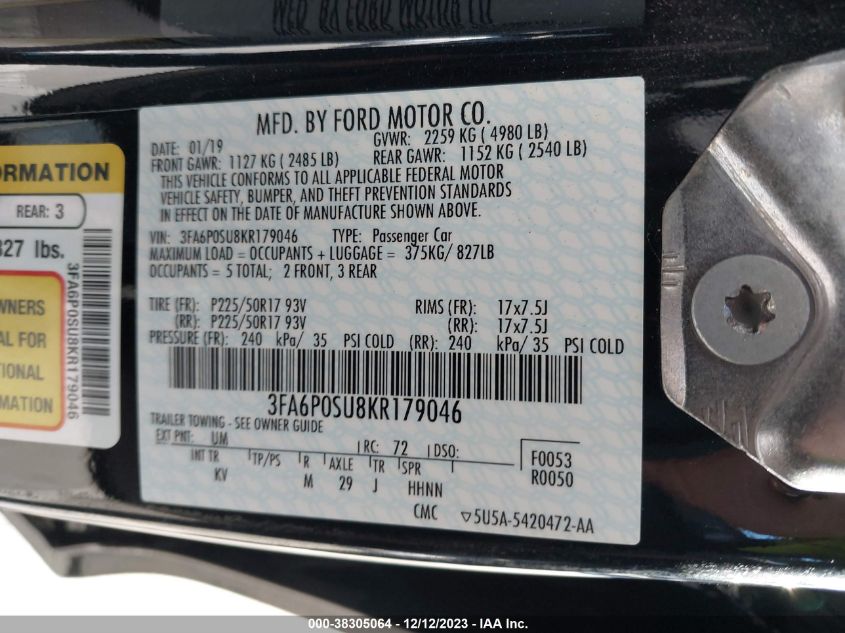 MFD. BY FORD MOTOR CO.
MFD. BY FORD MOTOR CO.
DATE: 01/19 GVWR: 2259 KG ( 4980 LB)
FRONT GAWR: 1127 KG ( 2485 LB) REAR GAWR: 1152 KG ( 2540 LB)
THIS VEHICLE CONFORMS TO ALL APPLICABLE FEDERAL MOTOR
VEHICLE SAFETY, BUMPER, AND THEFT PREVENTION STANDARDS
IN EFFECT ON THE DATE OF MANUFACTURE SHOWN ABOVE.
VIN: 3FA6P0SU8KR179046 TYPE: Passenger Car
MAXIMUM LOAD = OCCUPANTS + LUGGAGE = 375KG/ 827LB
OCCUPANTS = 5 TOTAL; 2 FRONT, 3 REAR
TIRE (FR): P225/50R17 93V RIMS (FR): 17x7.5J
(RR): P225/50R17 93V (RR): 17x7.5J
PRESSURE (FR): 240 kPa/ 35 PSI COLD (RR): 240 kPa/ 35 PSI COLD
3FA6P0SU8KR179046
TRAILER TOWING - SEE OWNER GUIDE
EXT PNT: UM RC: 72 DSO: F0053
INT TR TP/PS R AXLE TR SPR R0050
KV M 29 J HHNN
CMC ▽5U5A-5420472-AA
ORMATION
REAR: 3
827 lbs.
WNERS
AL FOR
TIONAL
MATION
3FA6P0SU8KR179046
000-38305064 - 12/12/2023 - IAA Inc.